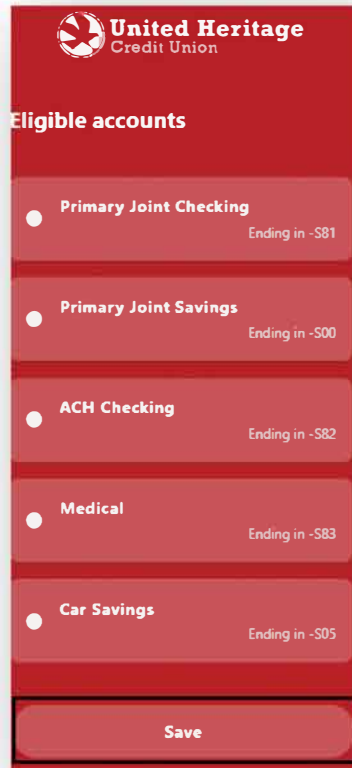 United Heritage
Credit Union
Eligible accounts
Primary Joint Checking
Ending in -S81
Primary Joint Savings
Ending in -S00
ACH Checking
Ending in -S82
Medical
Ending in -S83
Car Savings
Ending in -S05
Save